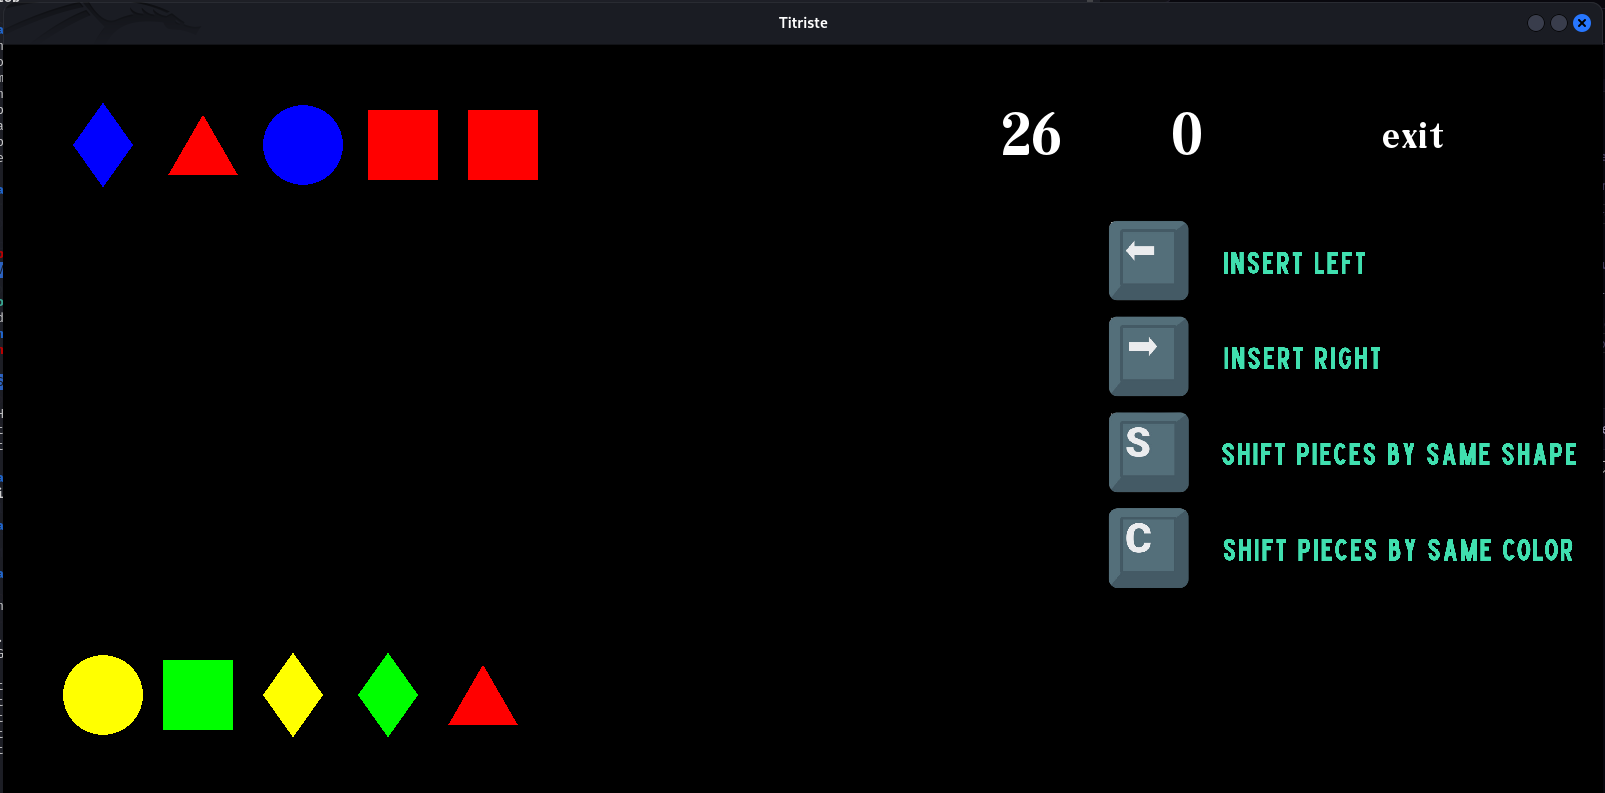 Titriste
26 0 exit
INSERT LEFT
INSERT RIGHT
S SHIFT PIECES BY SAME SHAPE
C SHIFT PIECES BY SAME COLOR